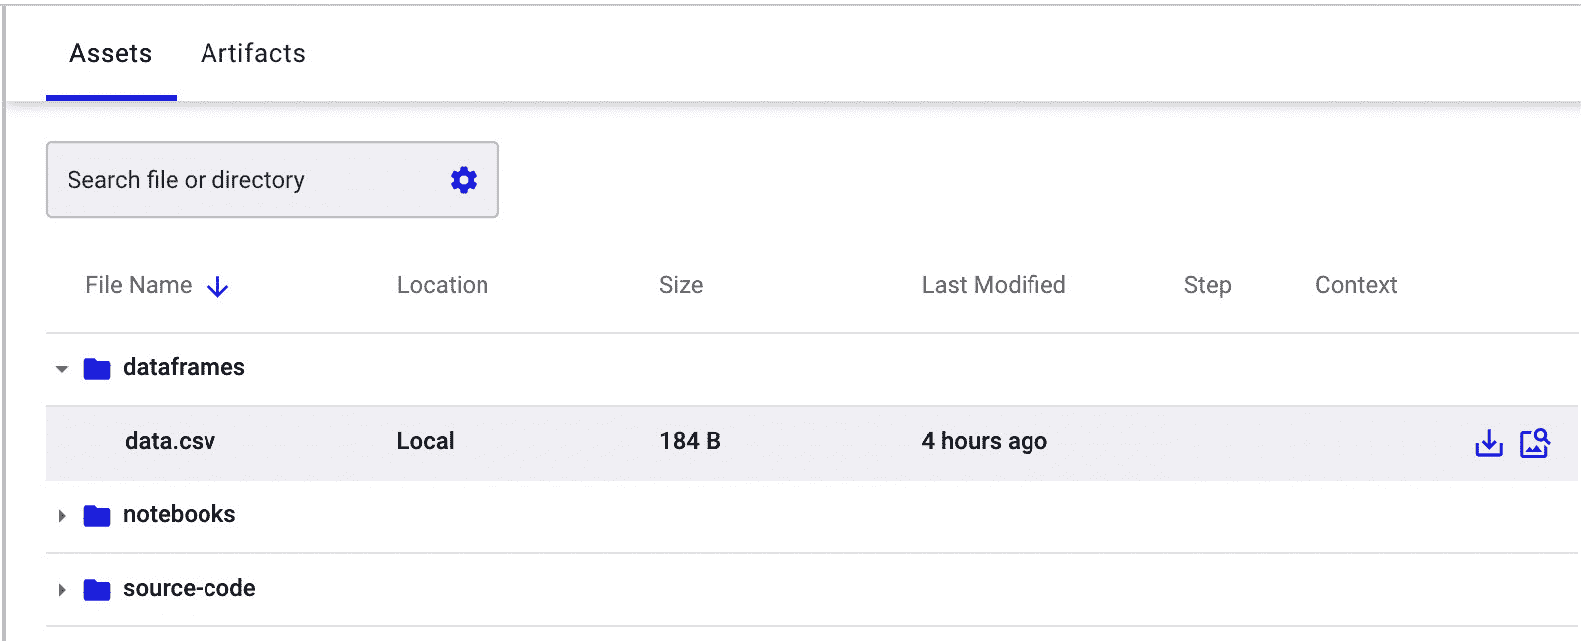 Assets Artifacts
Search file or directory
File Name Location Size Last Modified Step Context
dataframes
data.csv Local 184 B 4 hours ago
notebooks
source-code